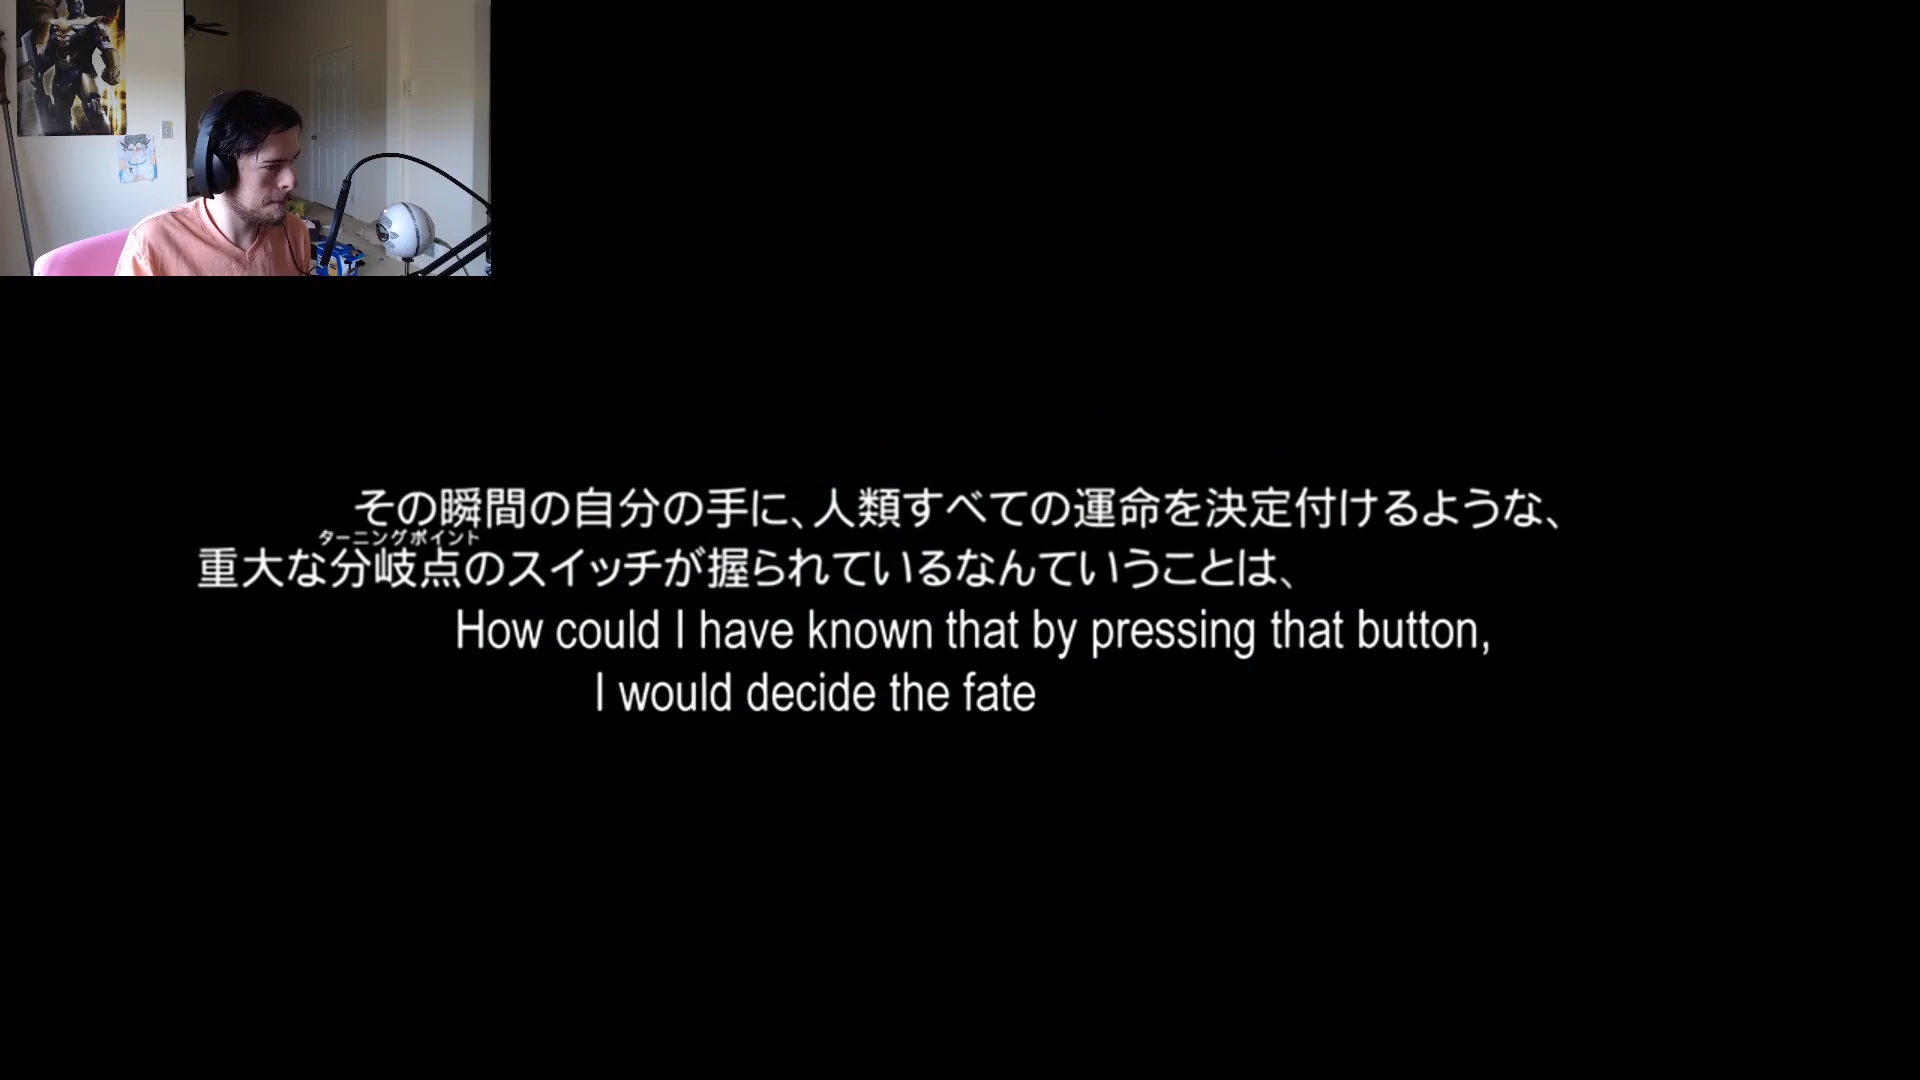 その瞬間の自分の手に、人類すべての運命を決定付けるような、
ターニングポイント
重大な分岐点のスイッチが握られているなんていうことは、
How could I have known that by pressing that button,
I would decide the fate